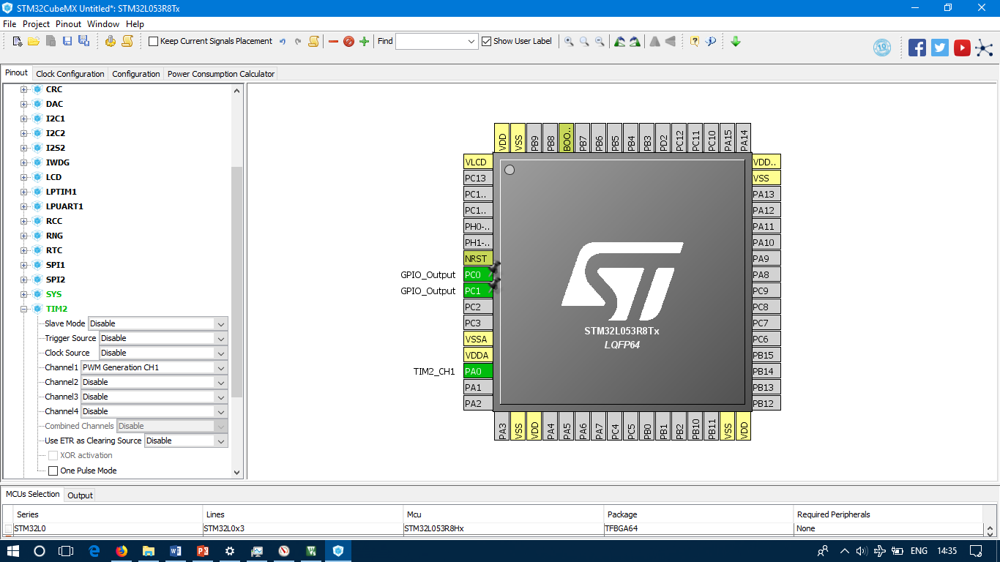 STM32CubeMX Untitled*: STM32L053R8Tx
File Project Pinout Window Help
Keep Current Signals Placement Find Show User Label
Pinout Clock Configuration Configuration Power Consumption Calculator
CRC
DAC
I2C1
I2C2
I2S2
IWDG
LCD
LPTIM1
LPUART1
RCC
RNG
RTC
SPI1
SPI2
SYS
TIM2
Slave Mode Disable
Trigger Source Disable
Clock Source Disable
Channel1 PWM Generation CH1
Channel2 Disable
Channel3 Disable
Channel4 Disable
Combined Channels Disable
Use ETR as Clearing Source Disable
XOR activation
One Pulse Mode
VDD VSS PB9 PB8 BOO.. PB7 PB6 PB5 PB4 PB3 PD2 PC12 PC11 PC10 PA15 PA14
VLCD
PC13
PC1..
PC1..
PH0-..
PH1-..
NRST
GPIO_Output PC0
GPIO_Output PC1
PC2
PC3
VSSA
VDDA
TIM2_CH1 PA0
PA1
PA2
STM32L053R8Tx
LQFP64
VDD..
VSS
PA13
PA12
PA11
PA10
PA9
PA8
PC9
PC8
PC7
PC6
PB15
PB14
PB13
PB12
PA3 VSS VDD PA4 PA5 PA6 PA7 PC4 PC5 PB0 PB1 PB2 PB10 PB11 VSS VDD
MCUs Selection Output
Series Lines Mcu Package Required Peripherals
STM32L0 STM32L0x3 STM32L053R8Hx TFBGA64 None
ENG 14:35